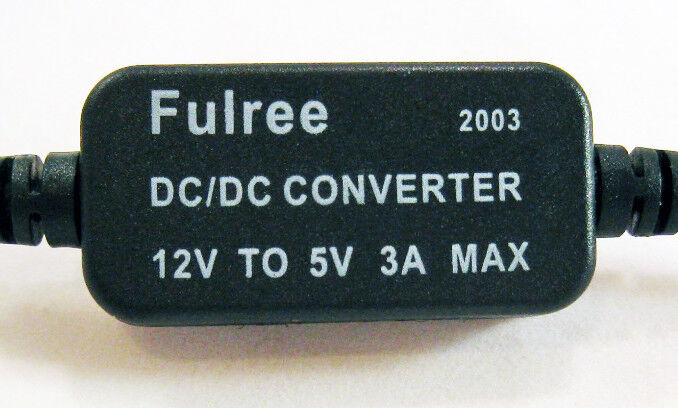 Fulree 2003
DC/DC CONVERTER
12V TO 5V 3A MAX